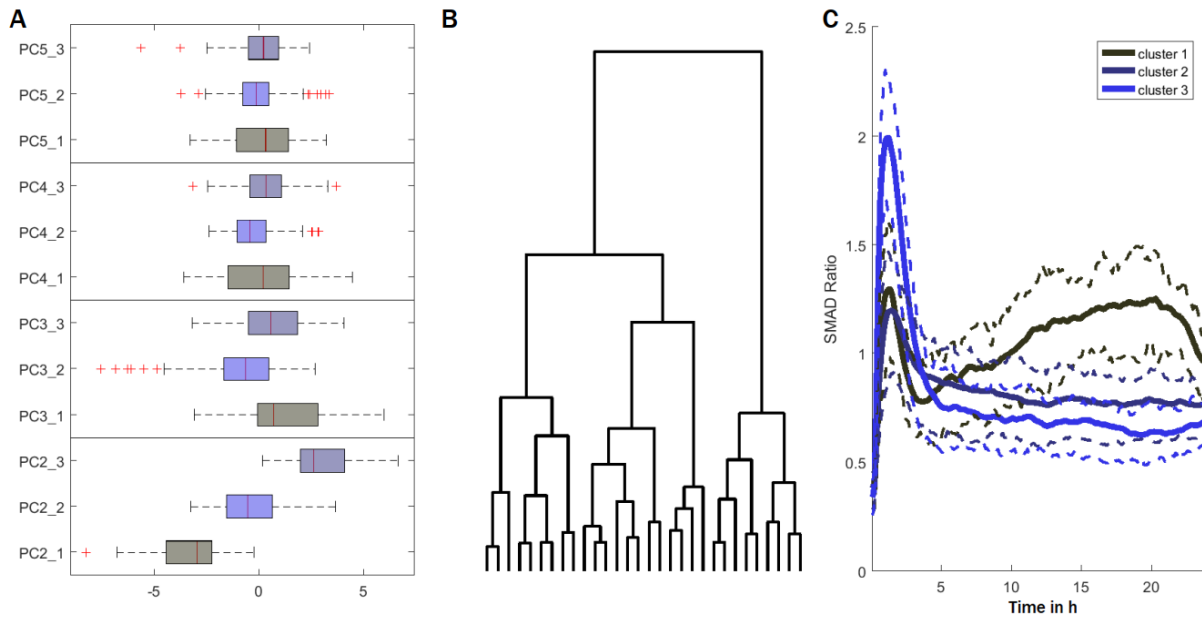 A
PC5_3
PC5_2
PC5_1
PC4_3
PC4_2
PC4_1
PC3_3
PC3_2
PC3_1
PC2_3
PC2_2
PC2_1
-5
0
5
B
C
2.5
2
1.5
1
0.5
0
SMAD Ratio
cluster 1
cluster 2
cluster 3
5
10
15
20
Time in h